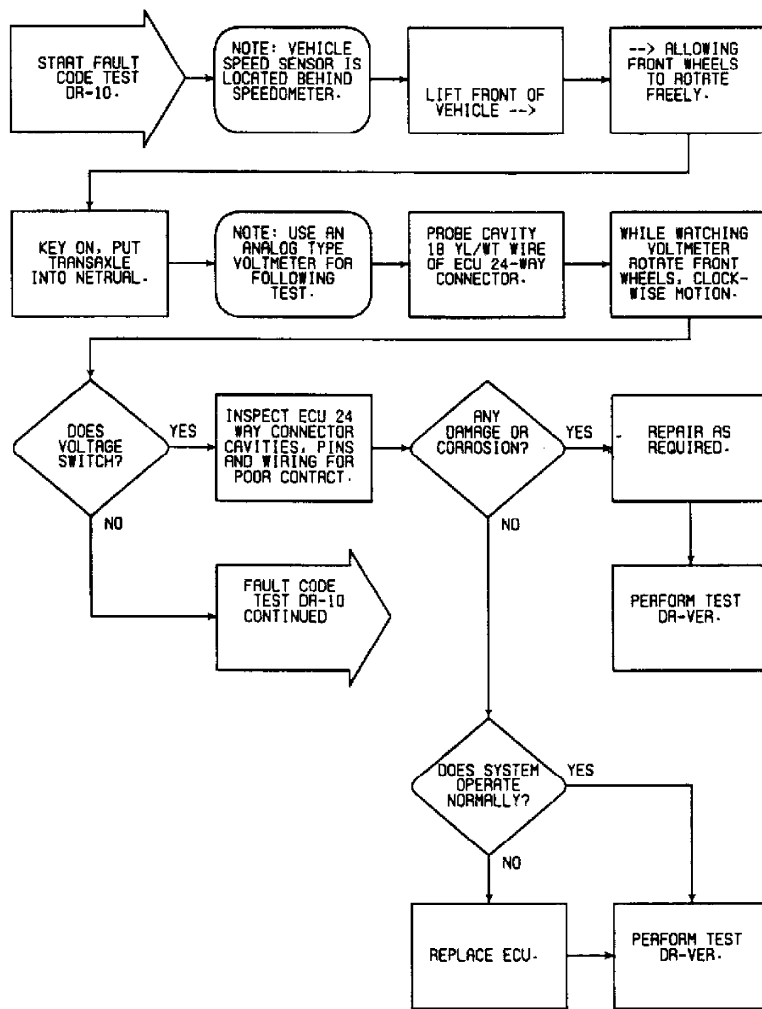 START FAULT
CODE TEST
DR-10.
NOTE: VEHICLE
SPEED SENSOR IS
LOCATED BEHIND
SPEEDOMETER.
LIFT FRONT OF
VEHICLE -->
--> ALLOWING
FRONT WHEELS
TO ROTATE
FREELY.
KEY ON, PUT
TRANSAXLE
INTO NETRUAL.
NOTE: USE AN
ANALOG TYPE
VOLTMETER FOR
FOLLOWING
TEST.
PROBE CAVITY
18 YL/WT WIRE
OF ECU 24-WAY
CONNECTOR.
WHILE WATCHING
VOLTMETER
ROTATE FRONT
WHEELS, CLOCK-
WISE MOTION.
DOES
VOLTAGE
SWITCH?
YES
INSPECT ECU 24
WAY CONNECTOR
CAVITIES, PINS
AND WIRING FOR
POOR CONTACT.
ANY
DAMAGE OR
CORROSION?
YES
REPAIR AS
REQUIRED.
NO
NO
FAULT CODE
TEST DR-10
CONTINUED
PERFORM TEST
DR-VER.
DOES SYSTEM
OPERATE
NORMALLY?
YES
NO
REPLACE ECU.
PERFORM TEST
DR-VER.